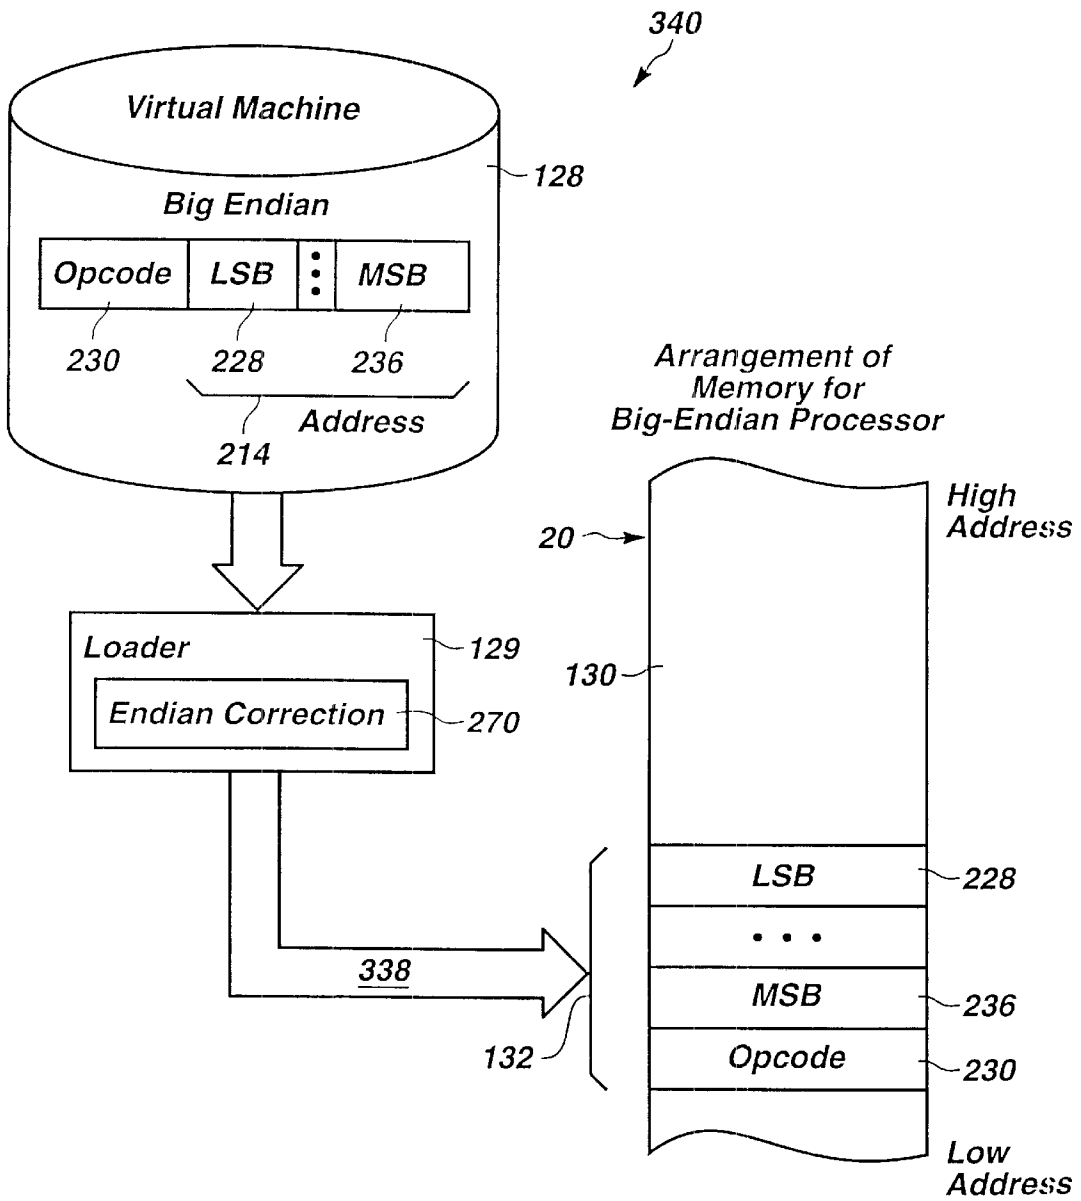 340
Virtual Machine
128
Big Endian
Opcode LSB MSB
230 228 236
Address
214
Arrangement of
Memory for
Big-Endian Processor
High
Address
20
Loader
129
130
Endian Correction
270
LSB
228
• • •
338
MSB
236
132
Opcode
230
Low
Address